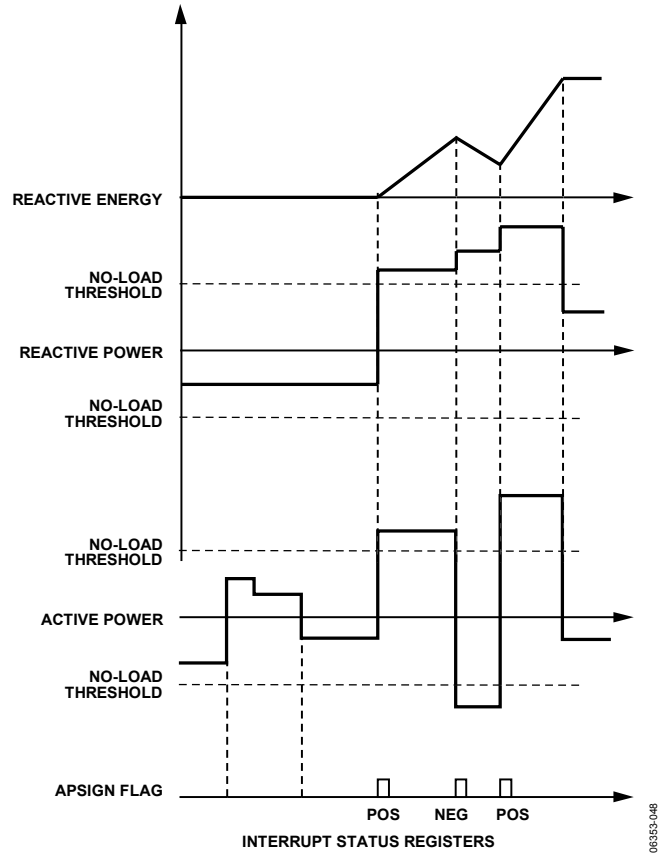 REACTIVE ENERGY
NO-LOAD
THRESHOLD
REACTIVE POWER
NO-LOAD
THRESHOLD
NO-LOAD
THRESHOLD
ACTIVE POWER
NO-LOAD
THRESHOLD
APSIGN FLAG
POS NEG POS
INTERRUPT STATUS REGISTERS
06353-048